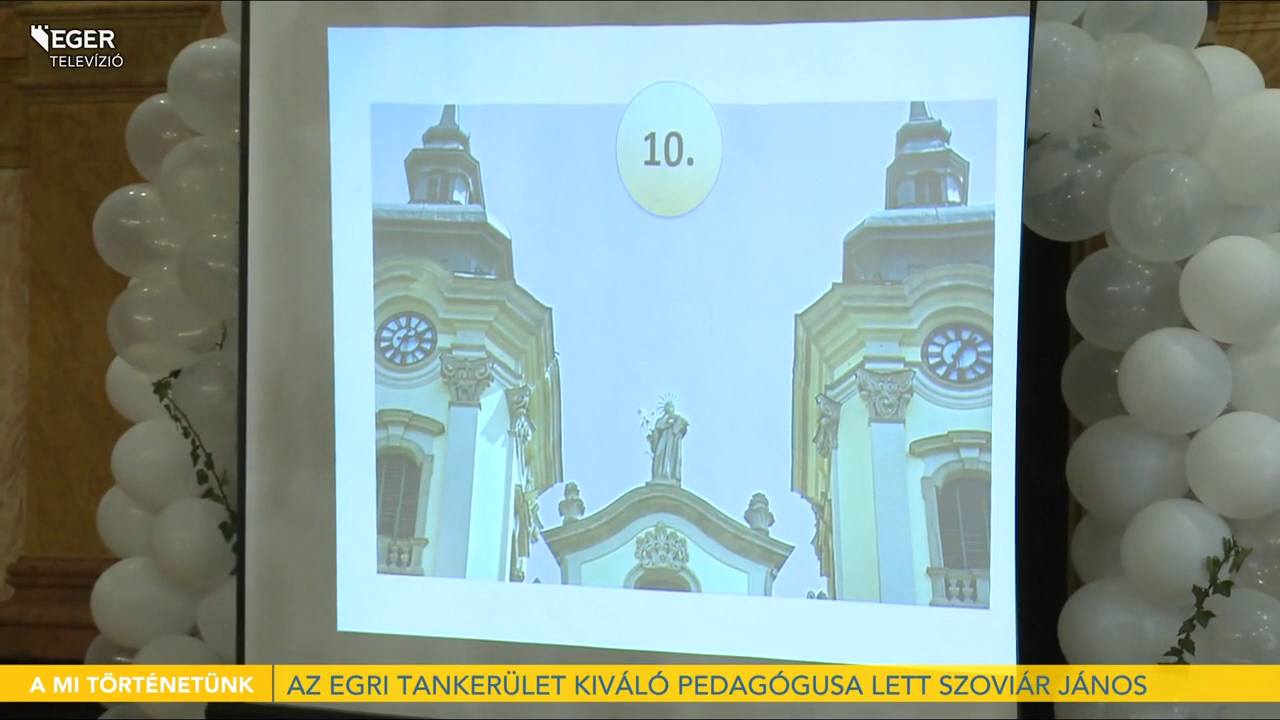 EGER
TELEVÍZIÓ
10.
A MI TÖRTÉNETÜNK
AZ EGRI TANKERÜLET KIVÁLÓ PEDAGÓGUSA LETT SZOVIÁR JÁNOS